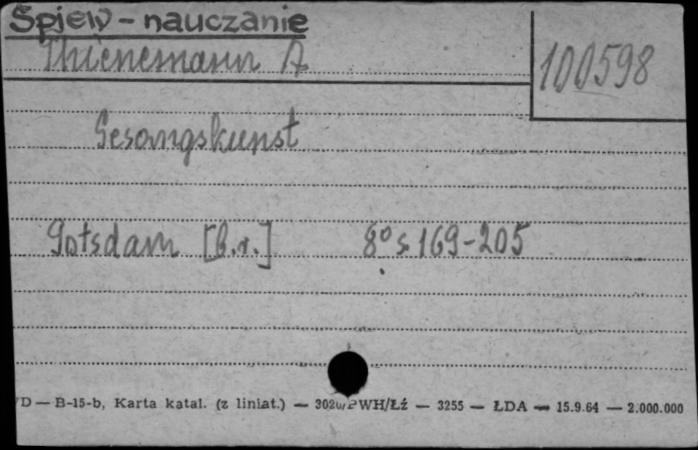 Śpiew - nauczanie
Thienemann A
100598
Gesangskunst
Potsdam [b.r.] 8° s. 169-205
/D — B-15-b, Karta katal. (z liniat.) — 3020/PWH/Łź — 3255 — ŁDA — 15.9.64 — 2.000.000